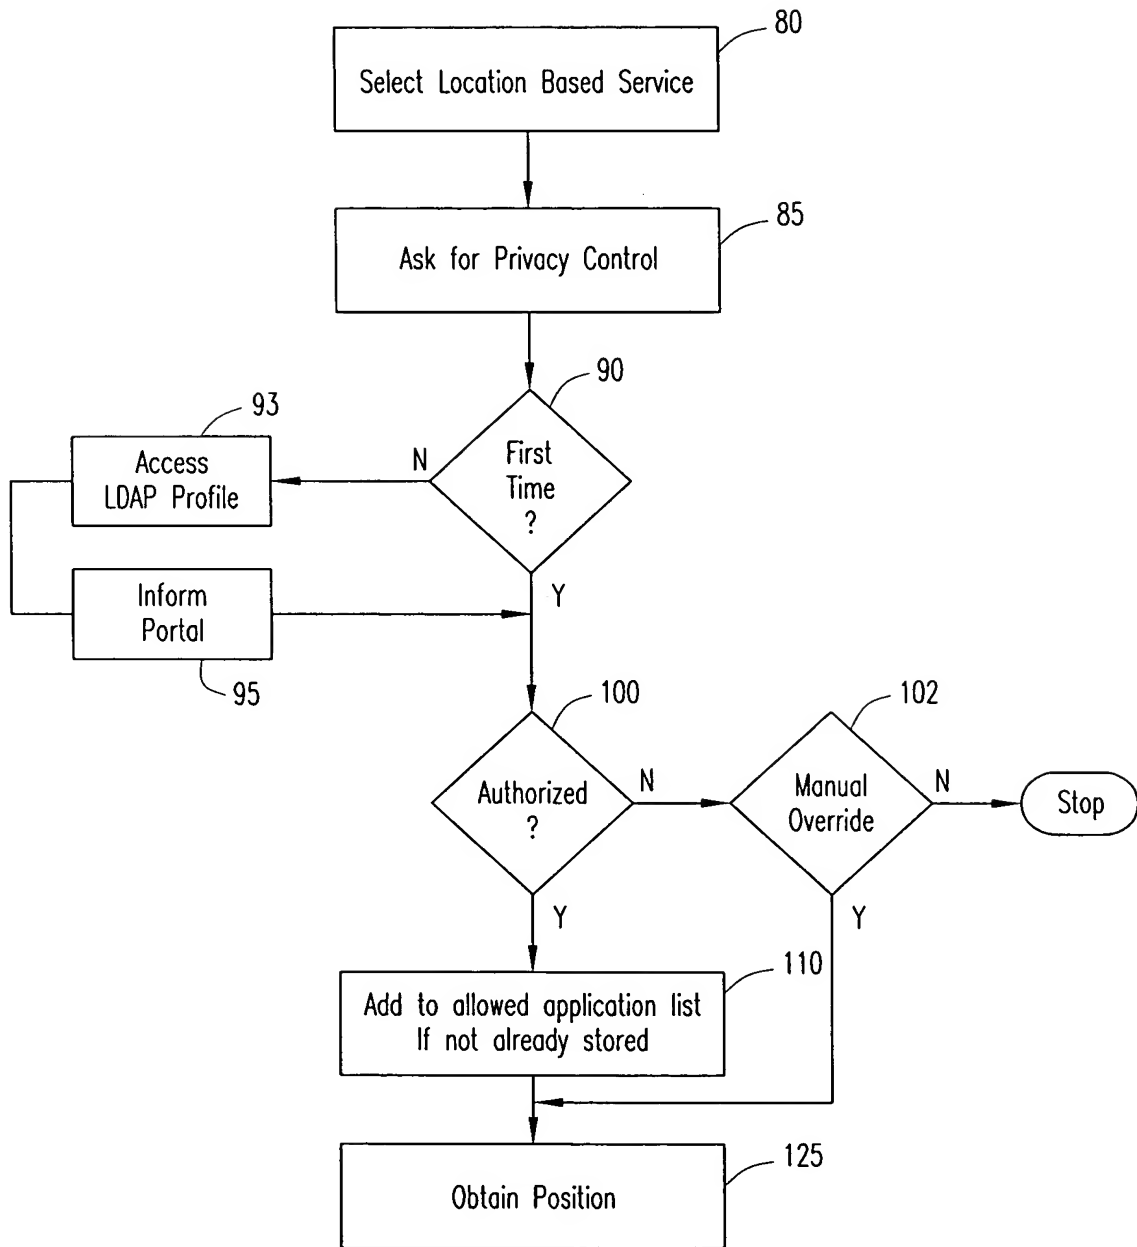 80
Select Location Based Service
85
Ask for Privacy Control
90
First
Time
?
N
Y
93
Access
LDAP Profile
Inform
Portal
95
100
Authorized
?
N
Y
102
Manual
Override
N
Y
Stop
110
Add to allowed application list
If not already stored
125
Obtain Position